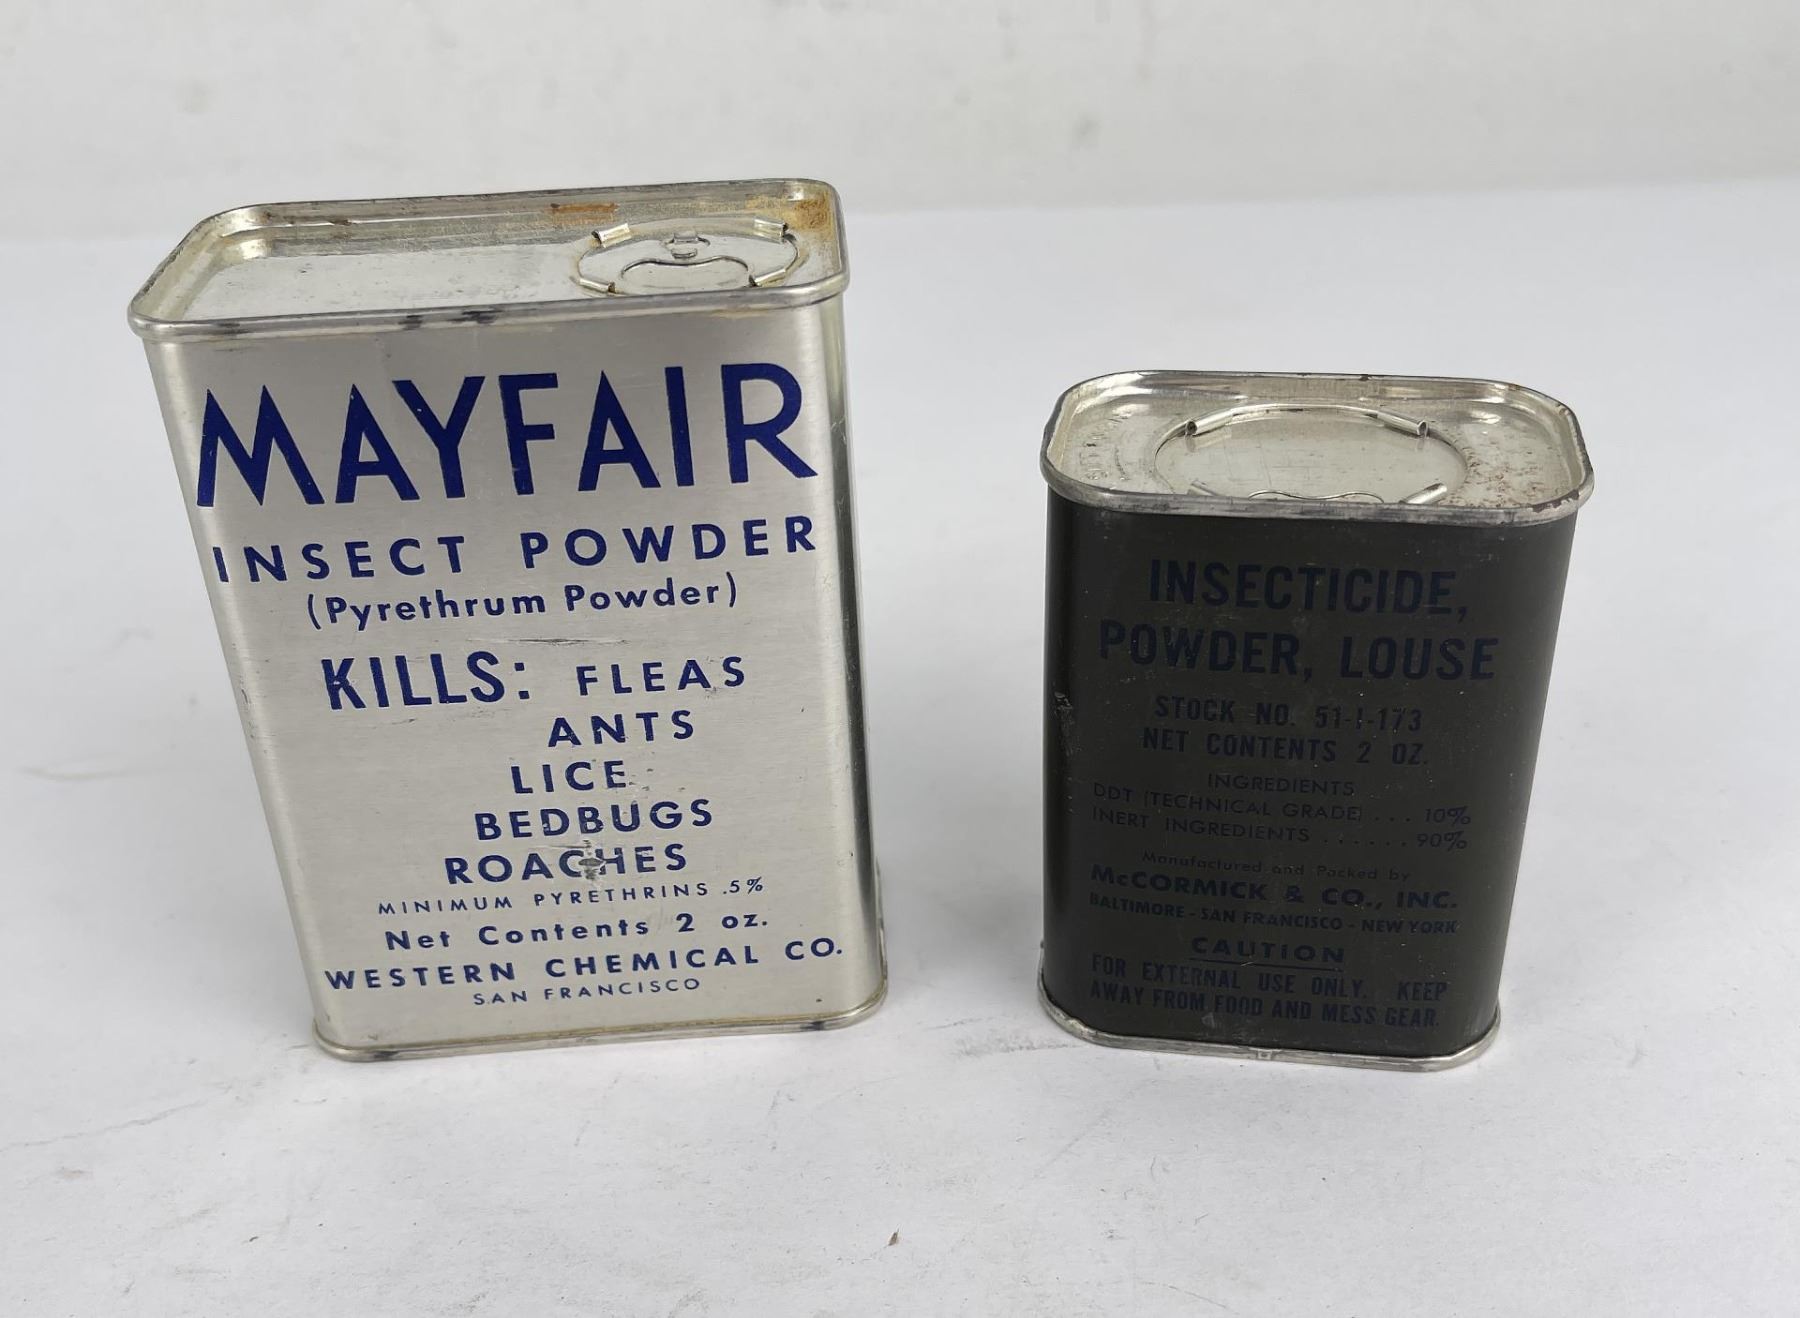 MAYFAIR
INSECT POWDER
(Pyrethrum Powder)
KILLS: FLEAS
ANTS
LICE
BEDBUGS
ROACHES
MINIMUM PYRETHRINS .5%
Net Contents 2 oz.
WESTERN CHEMICAL CO.
SAN FRANCISCO
INSECTICIDE,
POWDER, LOUSE
STOCK NO. 51-I-173
NET CONTENTS 2 OZ.
INGREDIENTS
DDT (TECHNICAL GRADE) . . . 10%
INERT INGREDIENTS . . . . . . 90%
Manufactured and Packed by
McCORMICK & CO., INC.
BALTIMORE - SAN FRANCISCO - NEW YORK
CAUTION
FOR EXTERNAL USE ONLY. KEEP
AWAY FROM FOOD AND MESS GEAR.